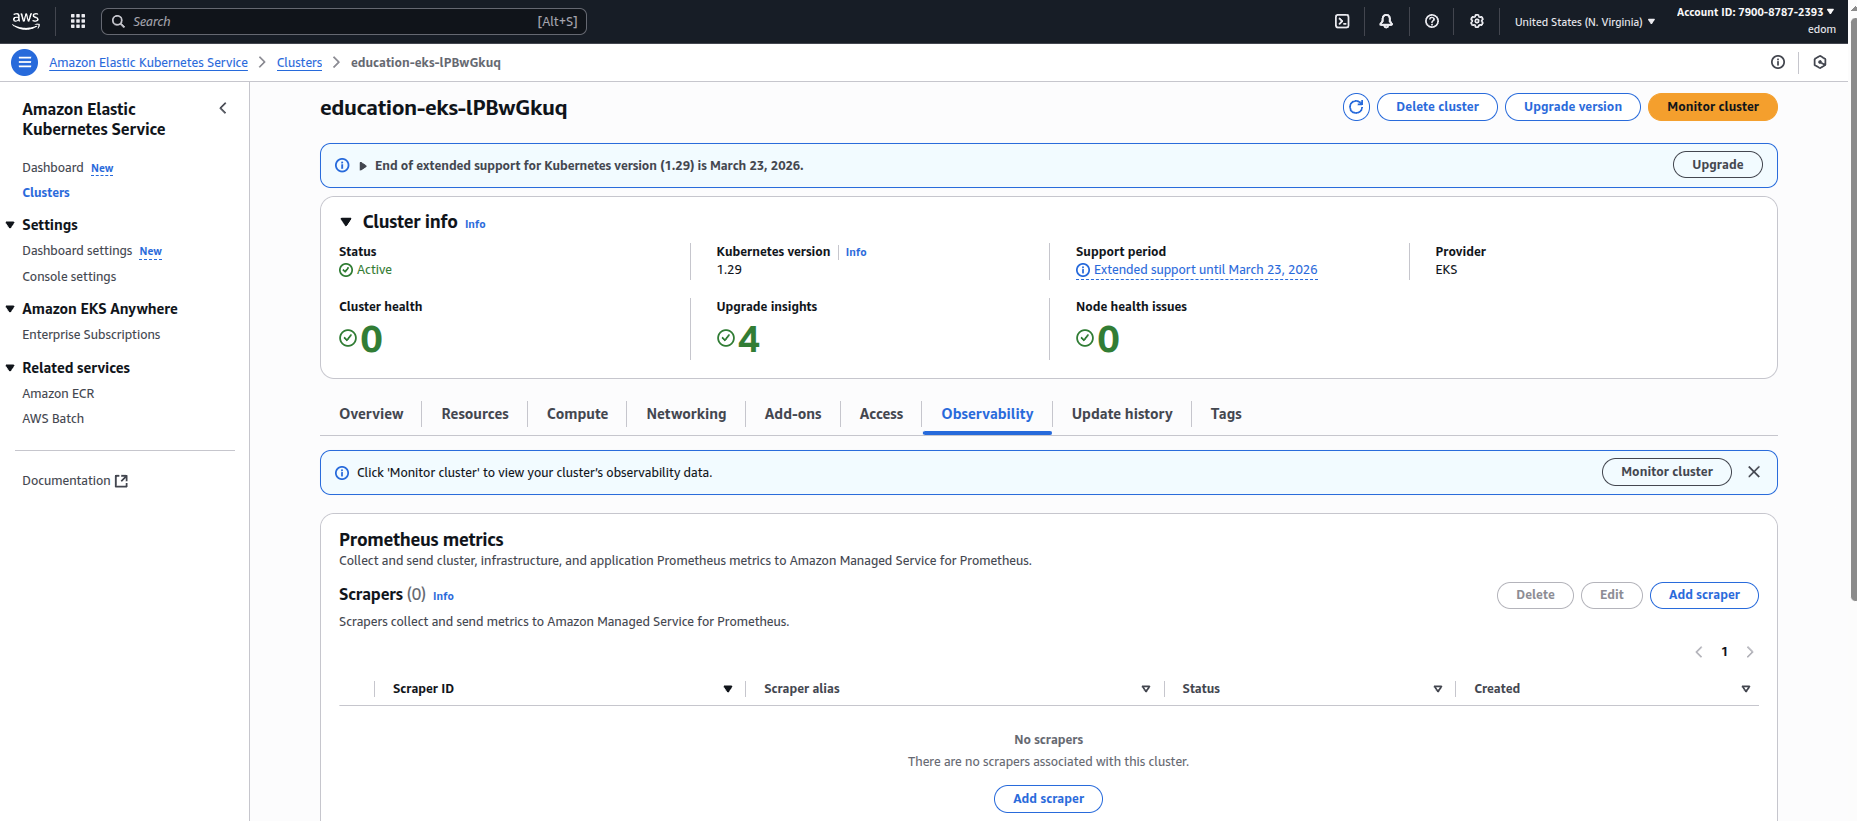 aws
Search
[Alt+S]
United States (N. Virginia)
Account ID: 7900-8787-2393
edom
Amazon Elastic Kubernetes Service
Clusters
education-eks-lPBwGkuq
Amazon Elastic
Kubernetes Service
Dashboard New
Clusters
Settings
Dashboard settings New
Console settings
Amazon EKS Anywhere
Enterprise Subscriptions
Related services
Amazon ECR
AWS Batch
Documentation
education-eks-lPBwGkuq
Delete cluster
Upgrade version
Monitor cluster
End of extended support for Kubernetes version (1.29) is March 23, 2026.
Upgrade
Cluster info Info
Status
Active
Kubernetes version Info
1.29
Support period
Extended support until March 23, 2026
Provider
EKS
Cluster health
0
Upgrade insights
4
Node health issues
0
Overview
Resources
Compute
Networking
Add-ons
Access
Observability
Update history
Tags
Click 'Monitor cluster' to view your cluster's observability data.
Monitor cluster
Prometheus metrics
Collect and send cluster, infrastructure, and application Prometheus metrics to Amazon Managed Service for Prometheus.
Scrapers (0) Info
Delete
Edit
Add scraper
Scrapers collect and send metrics to Amazon Managed Service for Prometheus.
1
Scraper ID
Scraper alias
Status
Created
No scrapers
There are no scrapers associated with this cluster.
Add scraper